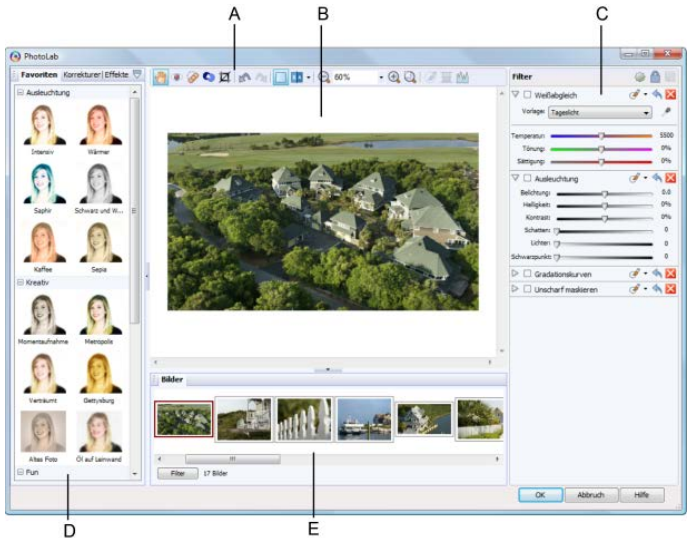 A
B
C
PhotoLab
Favoriten Korrekturen Effekte
60%
Filter
Ausleuchtung
Intensiv
Wärmer
Saphir
Schwarz und W...
Kaffee
Sepia
Kreativ
Momentaufnahme
Metropolis
Verträumt
Gettysburg
Altes Foto
Öl auf Leinwand
Fun
Weißabgleich
Vorlage: Tageslicht
Temperatur: 5500
Tönung: 0%
Sättigung: 0%
Ausleuchtung
Belichtung: 0.0
Helligkeit: 0%
Kontrast: 0%
Schatten: 0
Lichter: 0
Schwarzpunkt: 0
Gradationskurven
Unscharf maskieren
Bilder
Filter 17 Bilder
OK Abbruch Hilfe
D
E